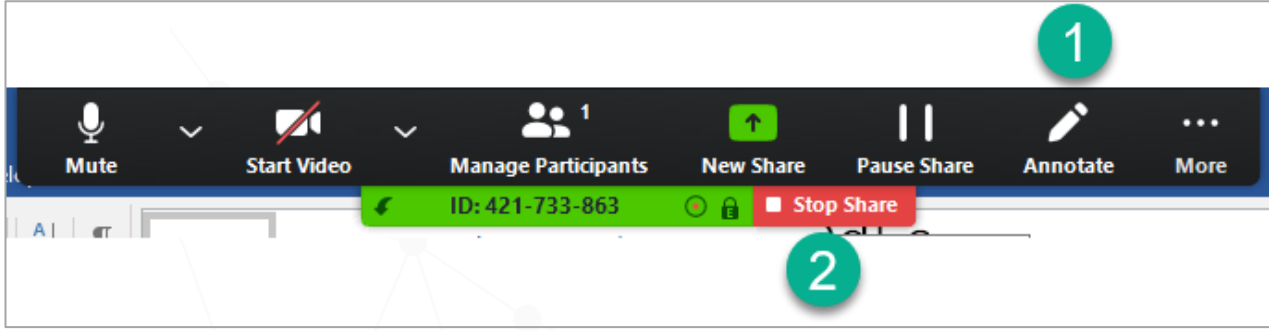 1
Mute
Start Video
1
Manage Participants
New Share
Pause Share
Annotate
More
ID: 421-733-863
E
Stop Share
A
¶
2